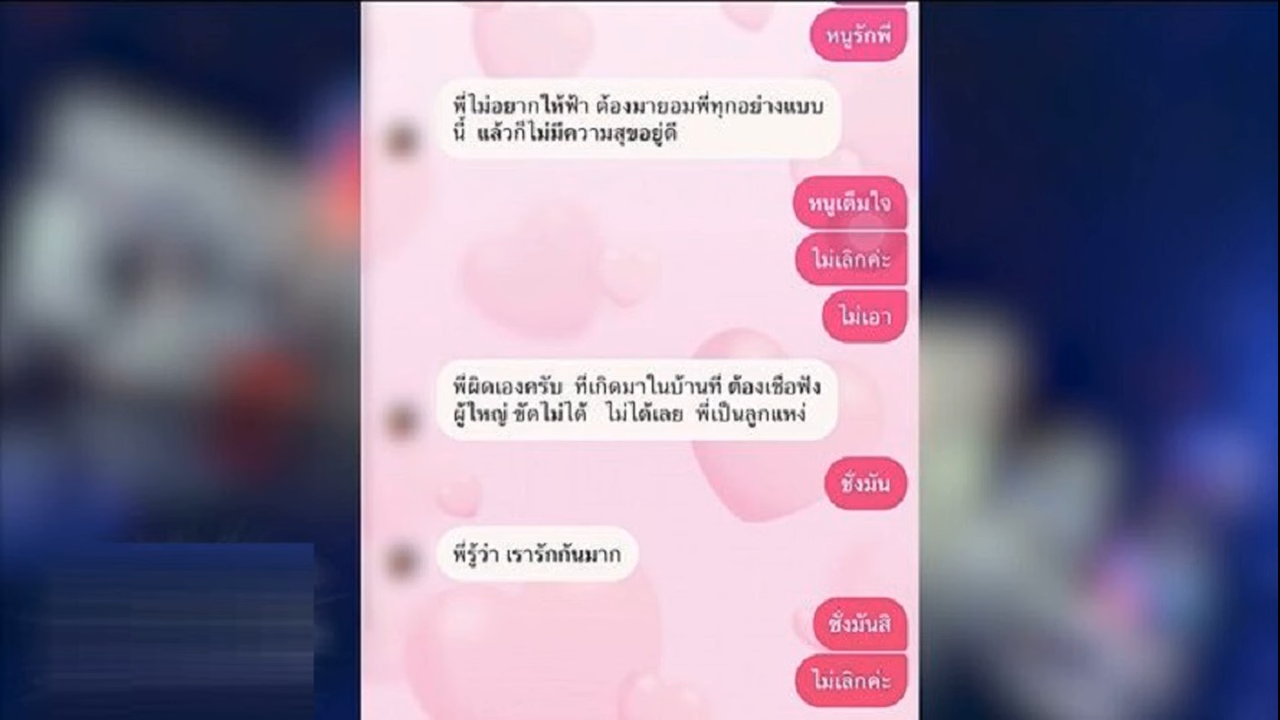 หนูรักพี่
พี่ไม่อยากให้ฟ้า ต้องมายอมพี่ทุกอย่างแบบ
นี้ แล้วก็ไม่มีความสุขอยู่ดี
หนูเต็มใจ
ไม่เลิกค่ะ
ไม่เอา
พี่ผิดเองครับ ที่เกิดมาในบ้านที่ ต้องเชื่อฟัง
ผู้ใหญ่ ขัดไม่ได้ ไม่ได้เลย พี่เป็นลูกแหง่
ชั่งมัน
พี่รู้ว่า เรารักกันมาก
ชั่งมันสิ
ไม่เลิกค่ะ